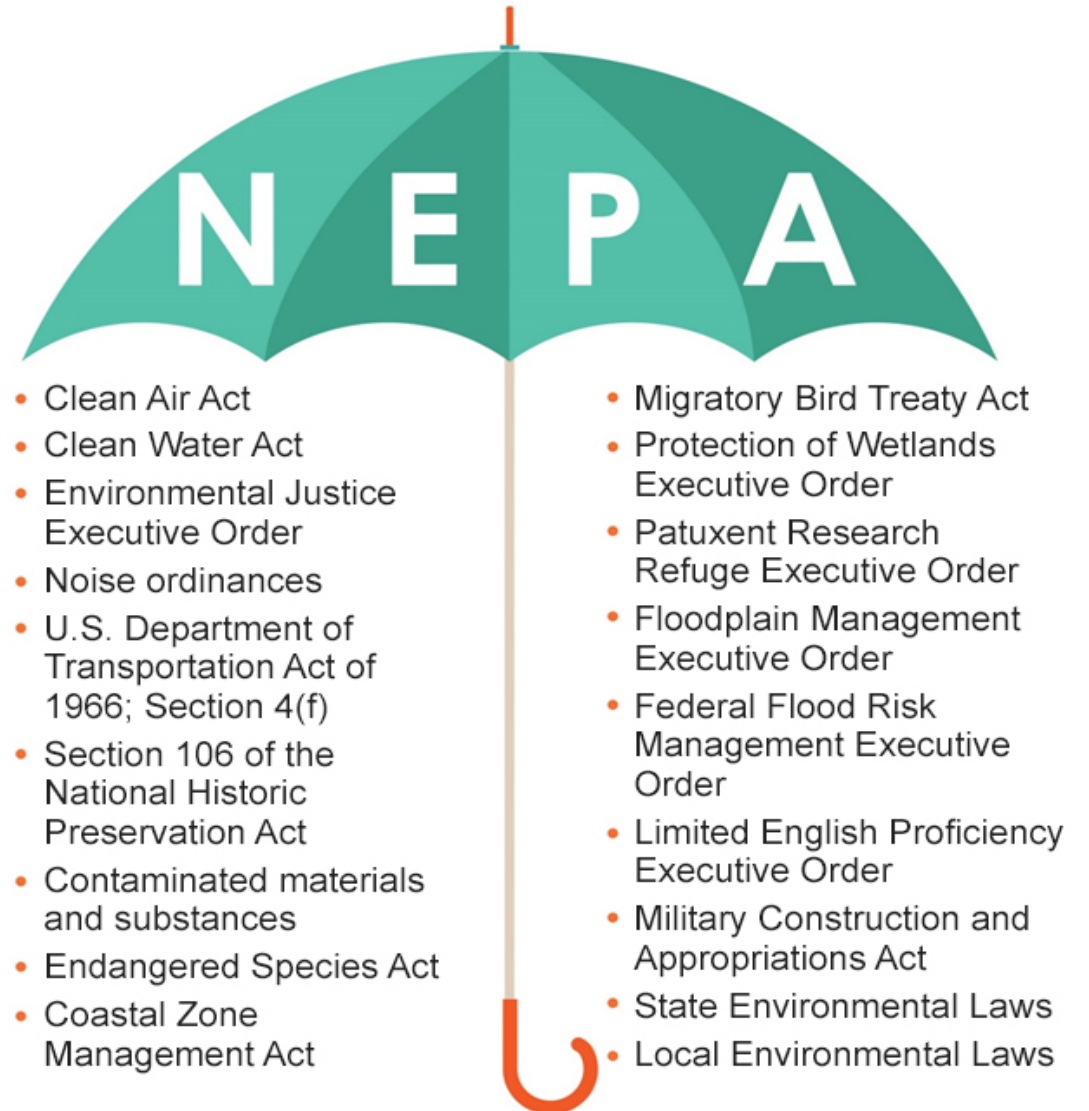 NEPA
• Clean Air Act
• Clean Water Act
• Environmental Justice
Executive Order
• Noise ordinances
• U.S. Department of
Transportation Act of
1966; Section 4(f)
• Section 106 of the
National Historic
Preservation Act
• Contaminated materials
and substances
• Endangered Species Act
• Coastal Zone
Management Act
• Migratory Bird Treaty Act
• Protection of Wetlands
Executive Order
• Patuxent Research
Refuge Executive Order
• Floodplain Management
Executive Order
• Federal Flood Risk
Management Executive
Order
• Limited English Proficiency
Executive Order
• Military Construction and
Appropriations Act
• State Environmental Laws
• Local Environmental Laws